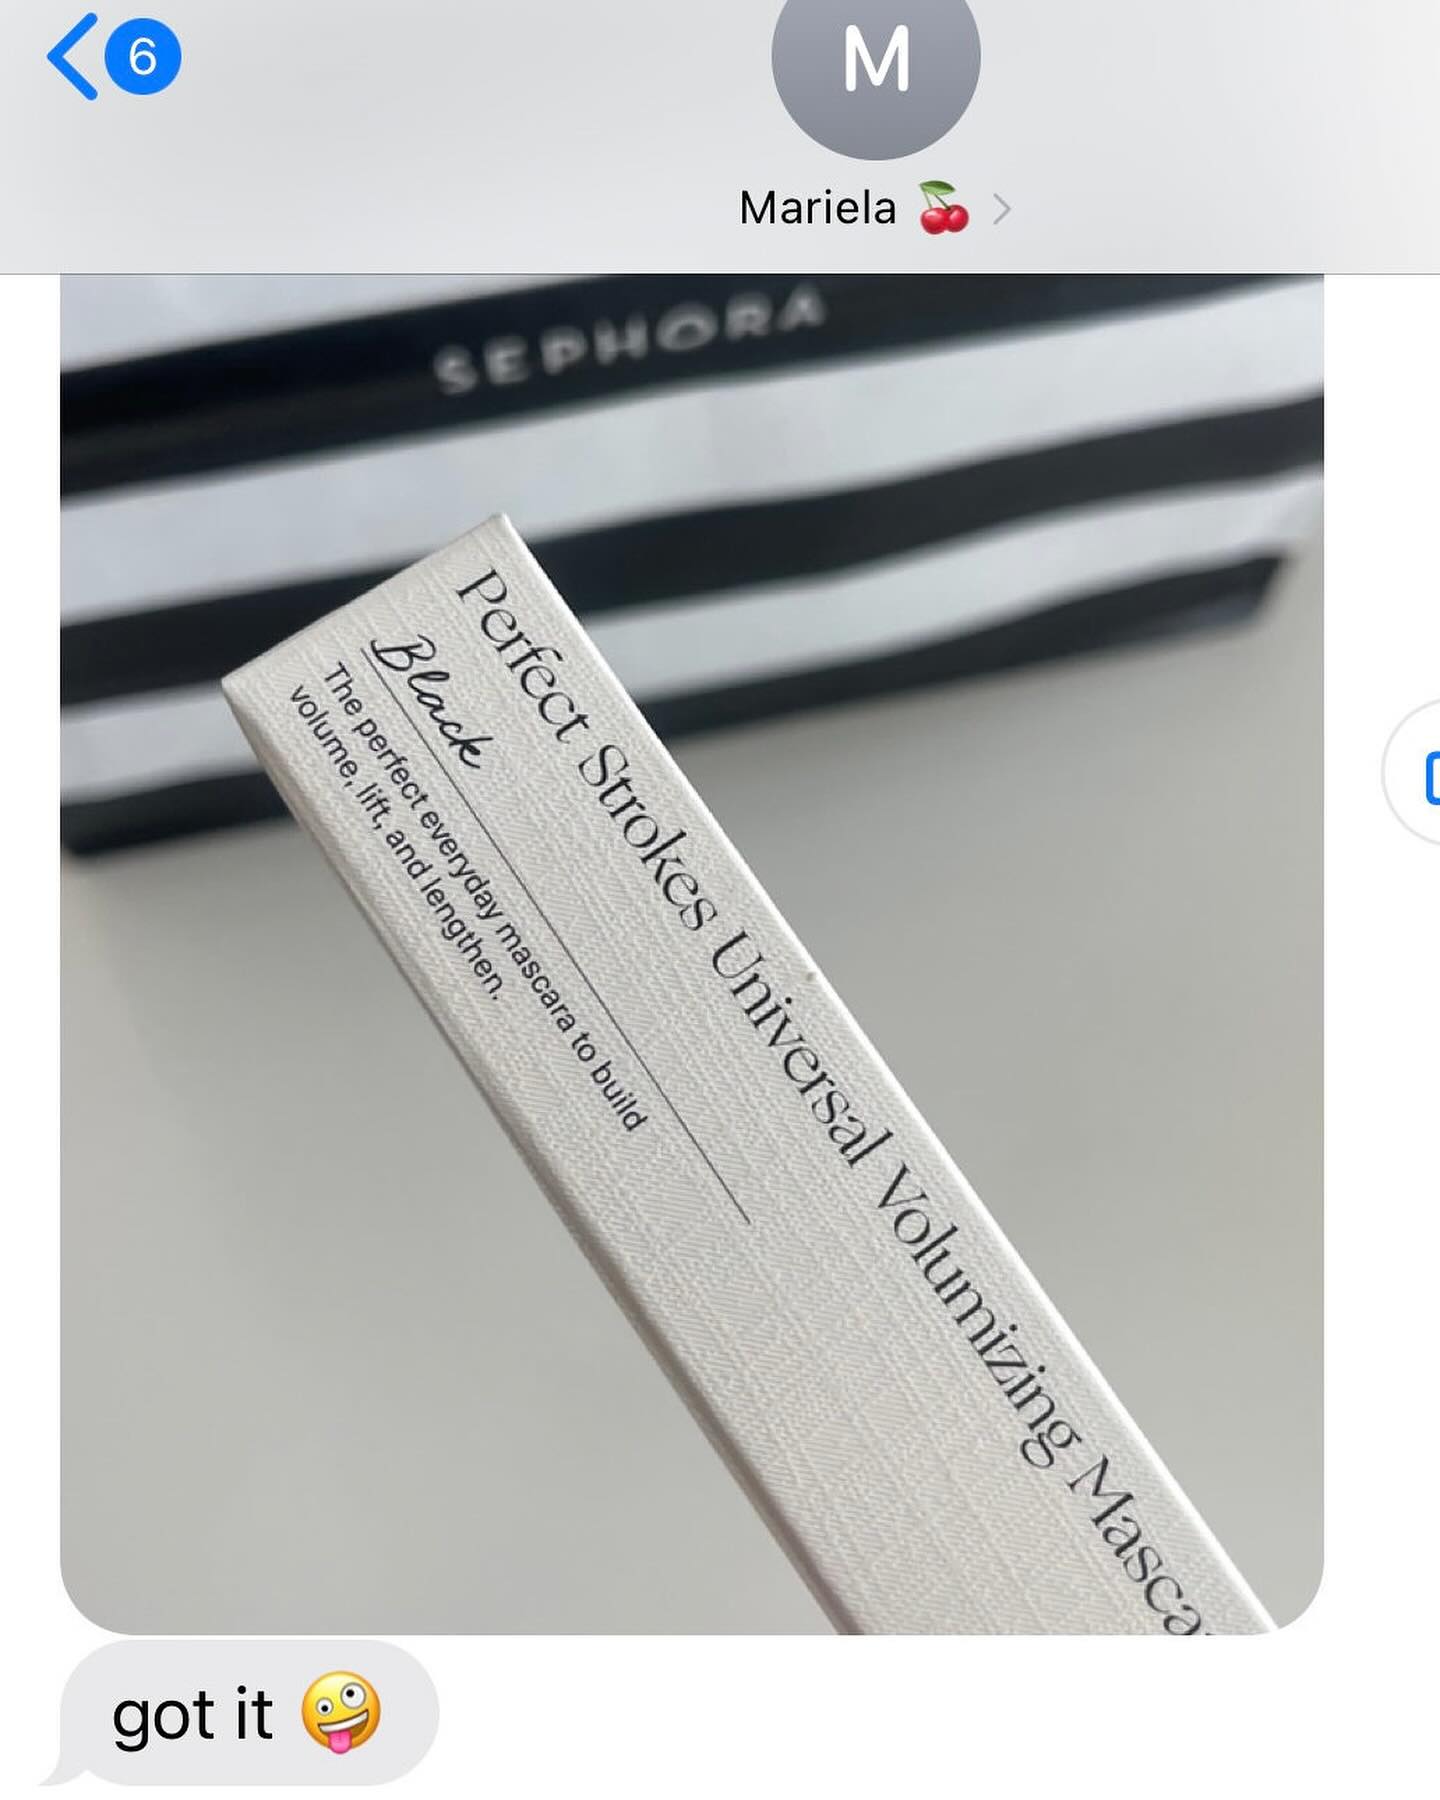 6
M
Mariela 🍒
SEPHORA
Perfect Strokes Universal Volumizing Masca
Black
The perfect everyday mascara to build
volume, lift, and lengthen.
got it 🤪